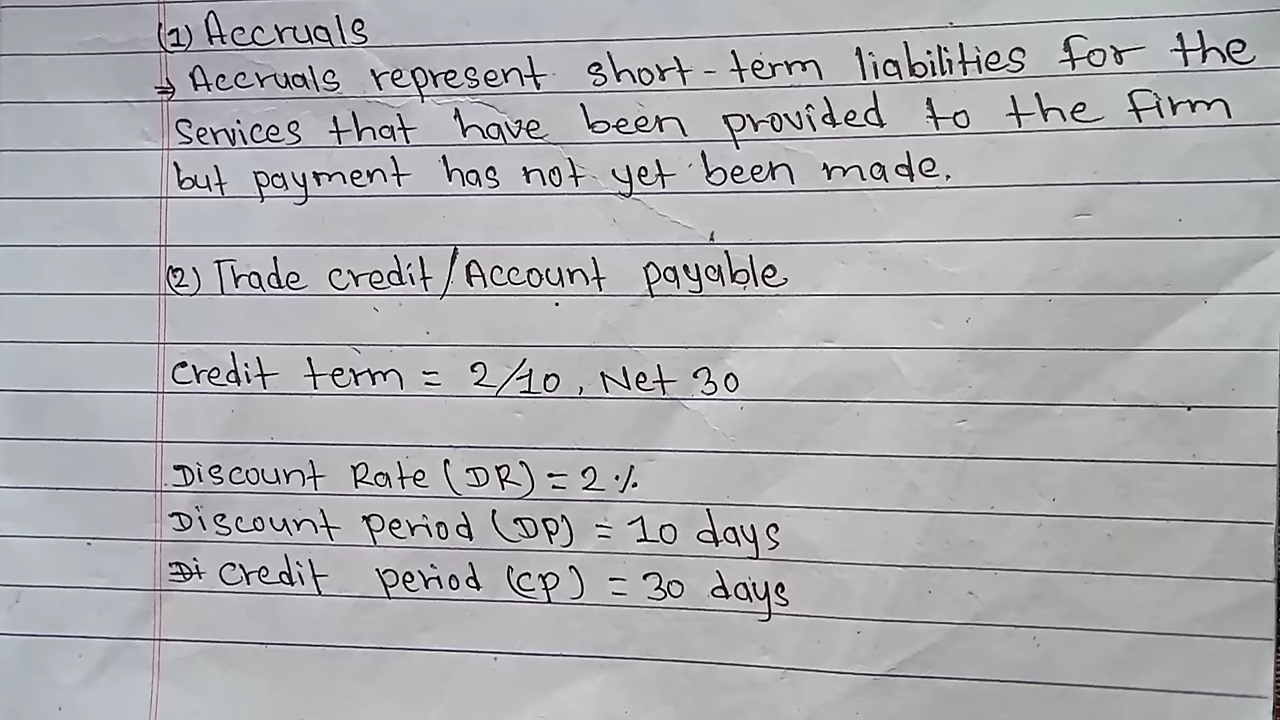 (1) Accruals
⇒ Accruals represent short-term liabilities for the
Services that have been provided to the firm
but payment has not yet been made.
(2) Trade credit/Account payable
Credit term = 2/10, Net 30
Discount Rate (DR) = 2%
Discount period (DP) = 10 days
Di Credit period (CP) = 30 days